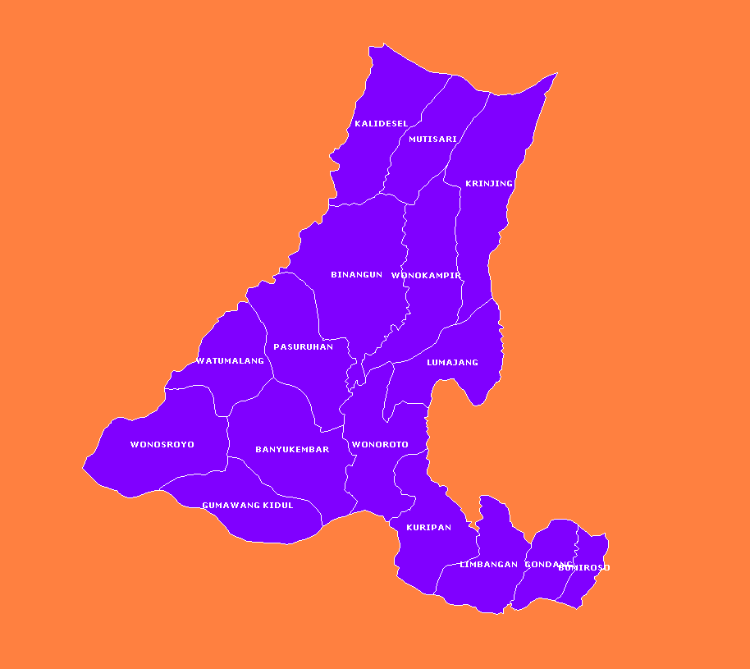 KALIDESEL
MUTISARI
KRINJING
BINANGUN
WONOKAMPIR
PASURUHAN
WATUMALANG
LUMAJANG
WONOSROYO
BANYUKEMBAR
WONOROTO
GUMAWANG KIDUL
KURIPAN
LIMBANGAN
GONDANG
BUMIROSO